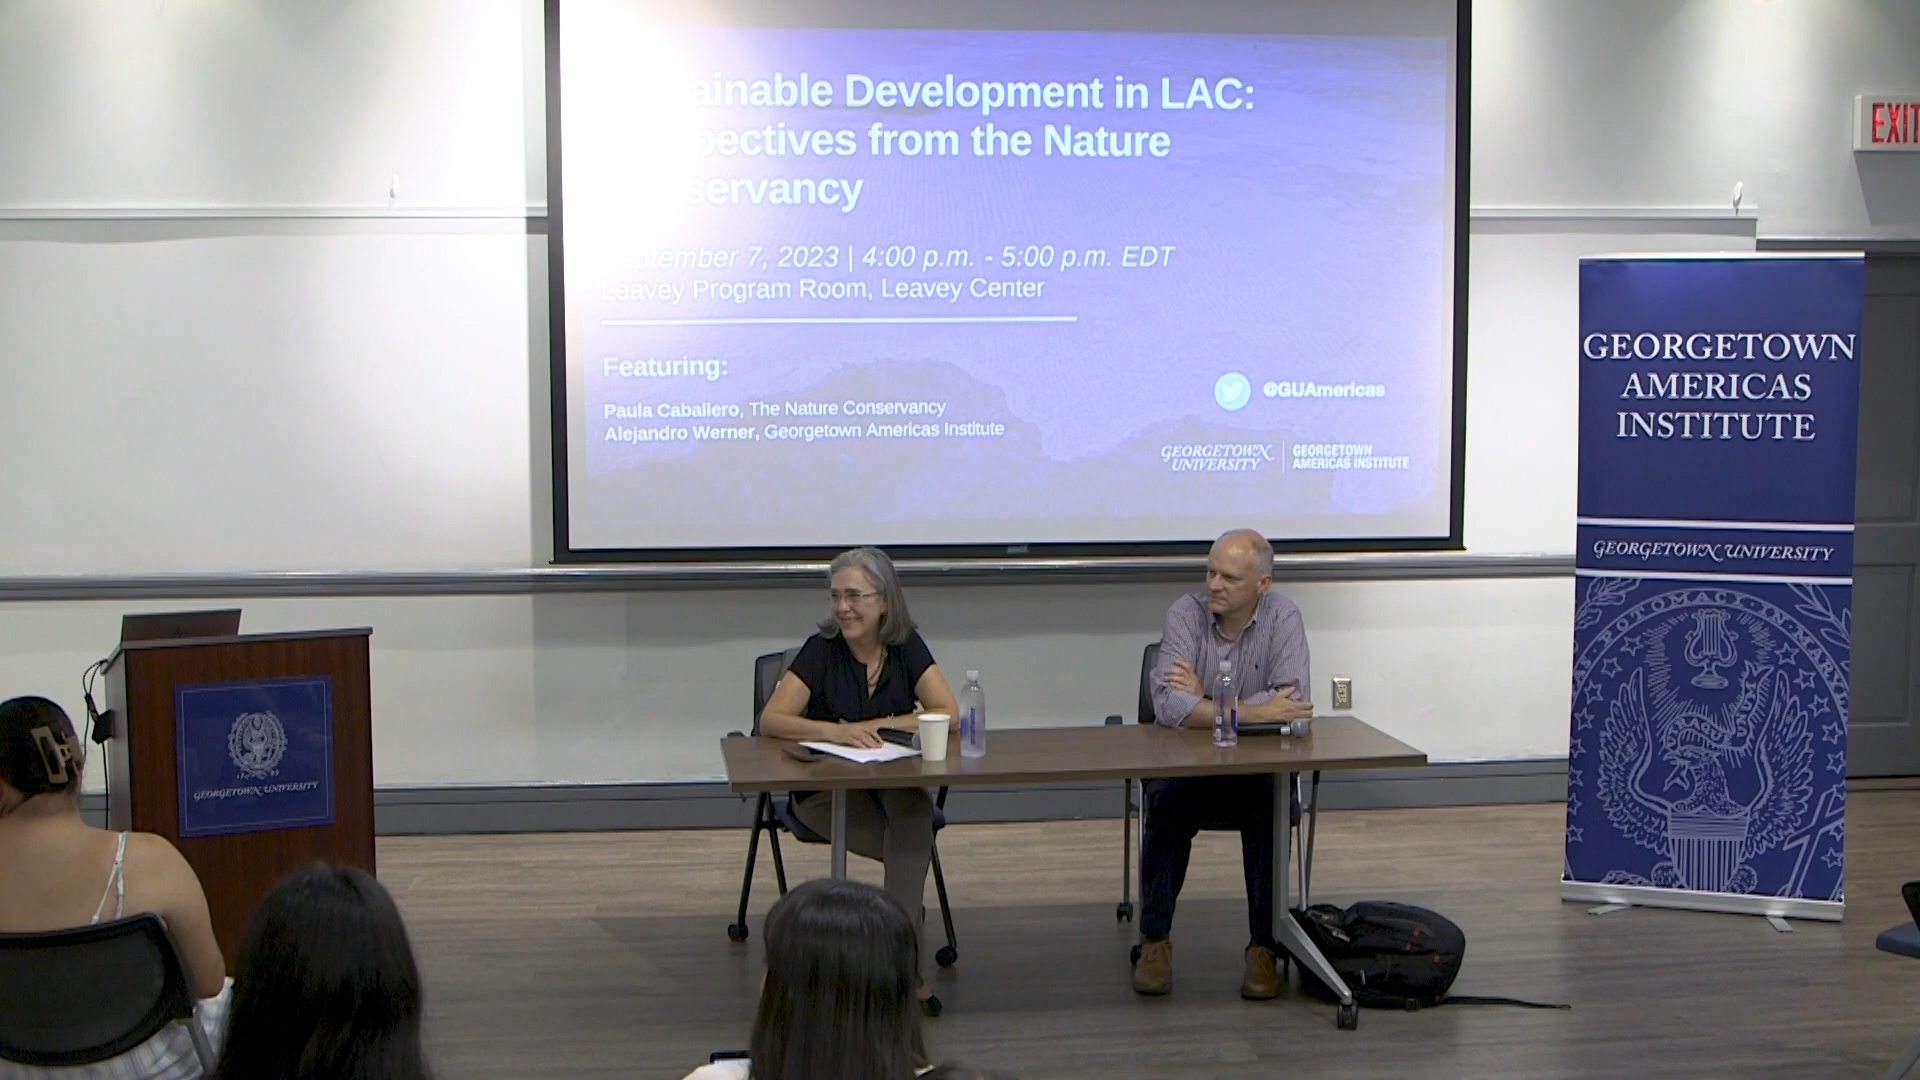 ainable Development in LAC:
pectives from the Nature
servancy
September 7, 2023 | 4:00 p.m. - 5:00 p.m. EDT
Leavey Program Room, Leavey Center
Featuring:
Paula Caballero, The Nature Conservancy
Alejandro Werner, Georgetown Americas Institute
@GUAmericas
GEORGETOWN
UNIVERSITY
GEORGETOWN
AMERICAS INSTITUTE
EXIT
GEORGETOWN
AMERICAS
INSTITUTE
GEORGETOWN UNIVERSITY
GEORGETOWN UNIVERSITY